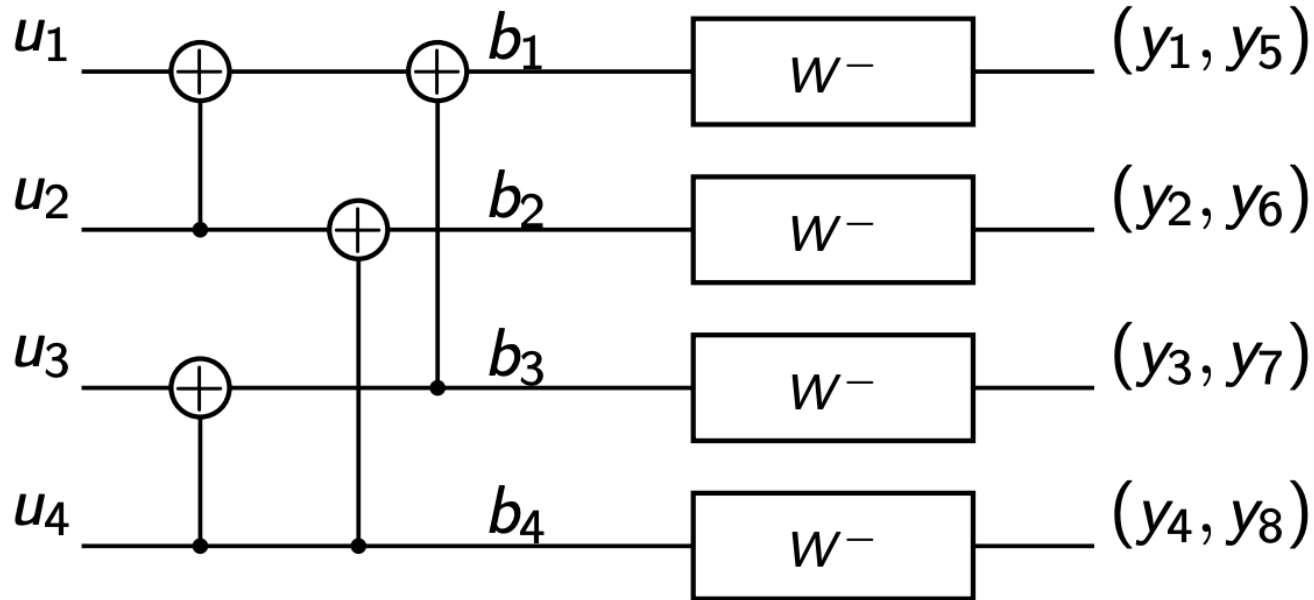 u₁ b₁ W⁻ (y₁, y₅)
u₂ b₂ W⁻ (y₂, y₆)
u₃ b₃ W⁻ (y₃, y₇)
u₄ b₄ W⁻ (y₄, y₈)